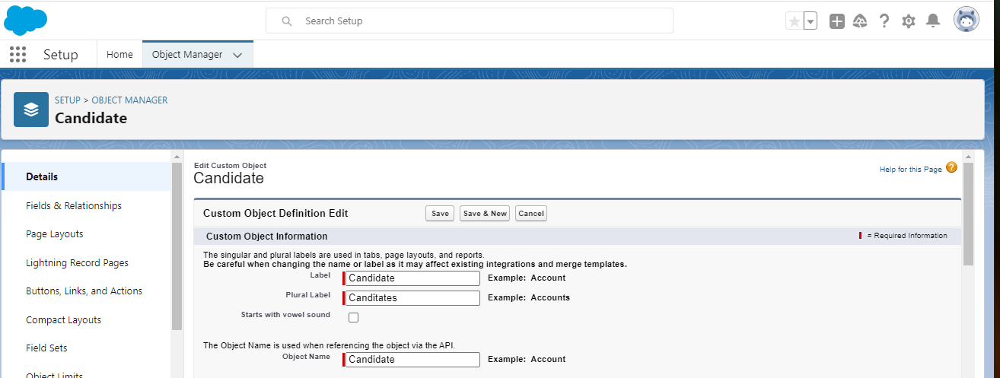 Search Setup
Setup
Home
Object Manager
SETUP > OBJECT MANAGER
Candidate
Details
Fields & Relationships
Page Layouts
Lightning Record Pages
Buttons, Links, and Actions
Compact Layouts
Field Sets
Object Limits
Edit Custom Object
Candidate
Help for this Page ?
Custom Object Definition Edit
Save
Save & New
Cancel
Custom Object Information
= Required Information
The singular and plural labels are used in tabs, page layouts, and reports.
Be careful when changing the name or label as it may affect existing integrations and merge templates.
Label Candidate Example: Account
Plural Label Canditates Example: Accounts
Starts with vowel sound
The Object Name is used when referencing the object via the API.
Object Name Candidate Example: Account